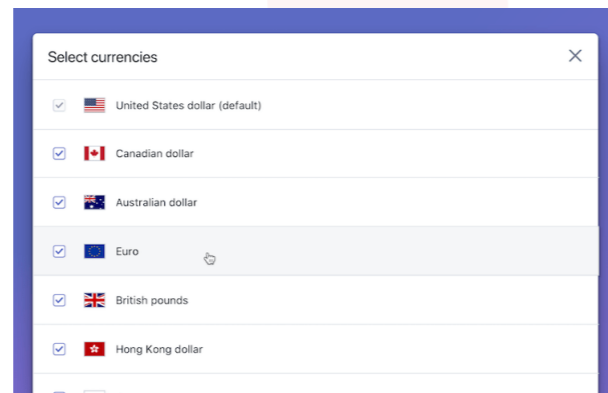 Select currencies
United States dollar (default)
Canadian dollar
Australian dollar
Euro
British pounds
Hong Kong dollar